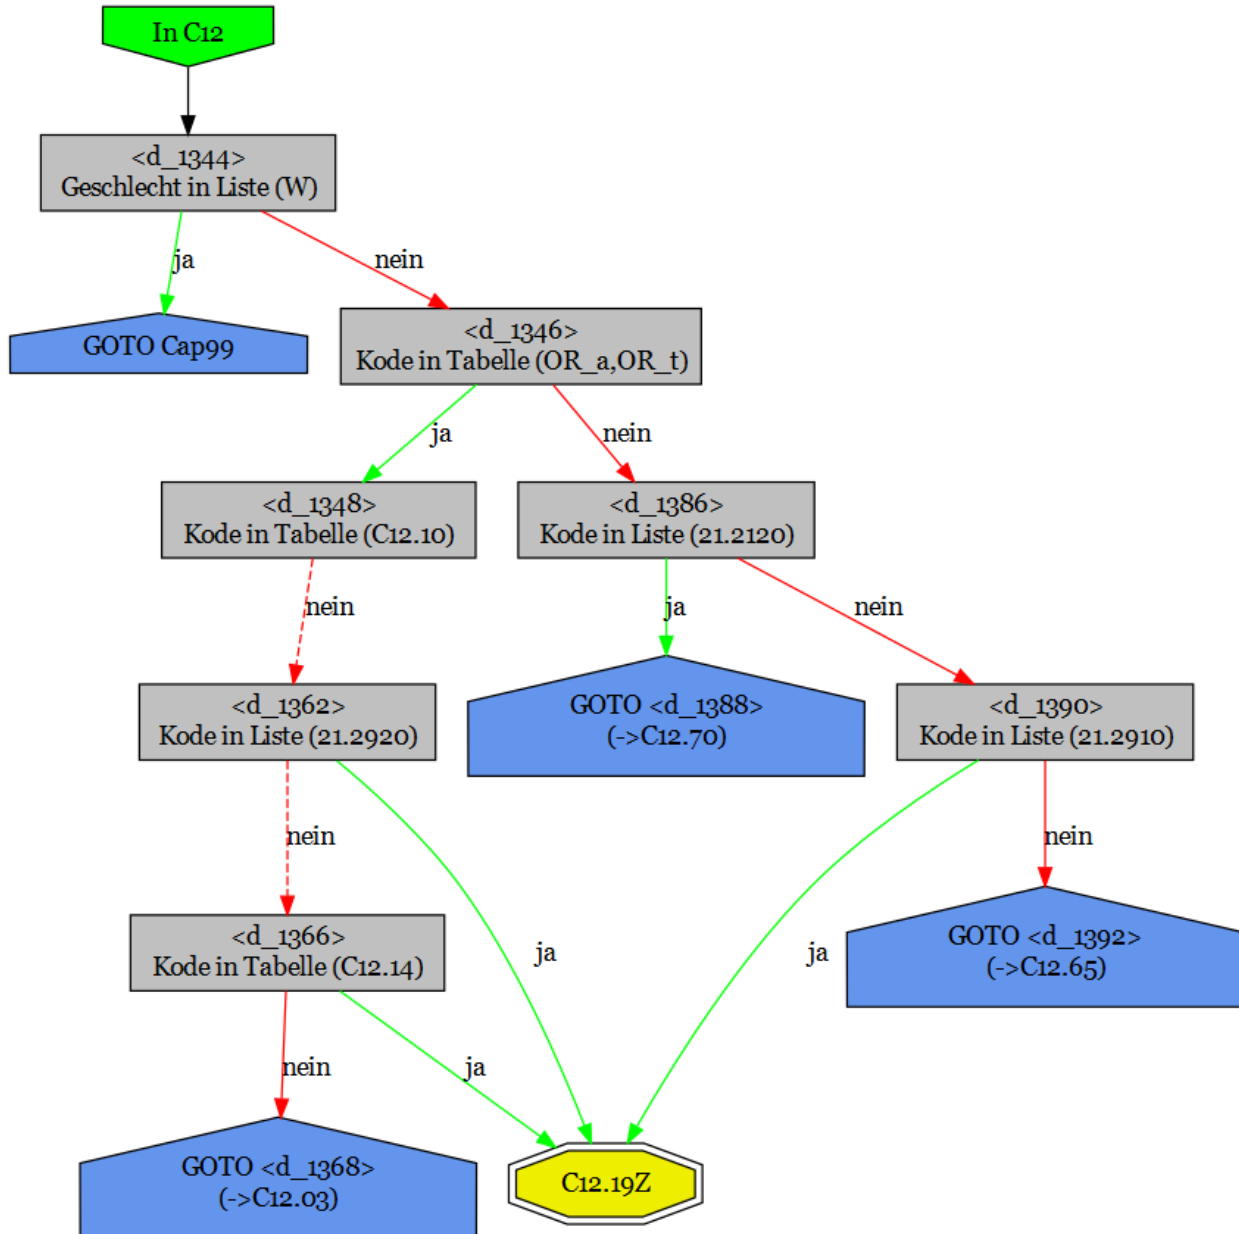 In C12
<d_1344>
Geschlecht in Liste (W)
ja
nein
GOTO Cap99
<d_1346>
Kode in Tabelle (OR_a,OR_t)
ja
nein
<d_1348>
Kode in Tabelle (C12.10)
<d_1386>
Kode in Liste (21.2120)
nein
ja
nein
<d_1362>
Kode in Liste (21.2920)
GOTO <d_1388>
(->C12.70)
<d_1390>
Kode in Liste (21.2910)
nein
nein
<d_1366>
Kode in Tabelle (C12.14)
ja
ja
GOTO <d_1392>
(->C12.65)
nein
ja
GOTO <d_1368>
(->C12.03)
C12.19Z